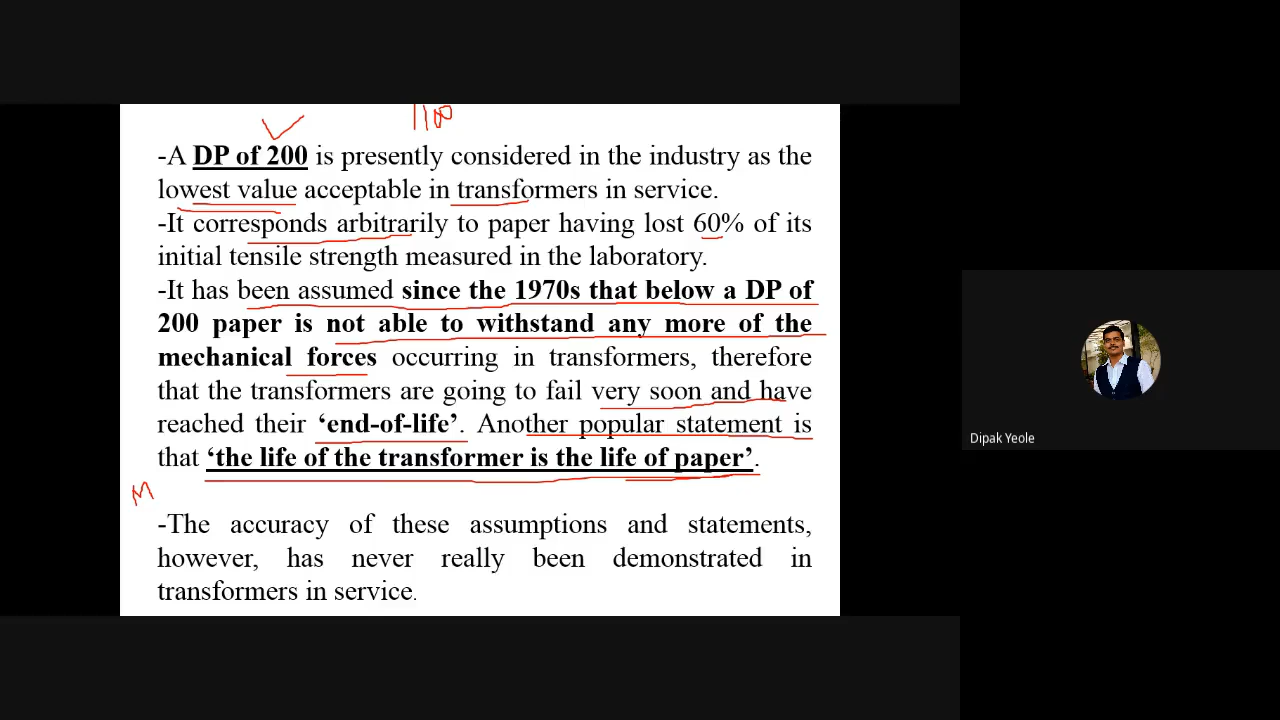 1100
-A DP of 200 is presently considered in the industry as the
lowest value acceptable in transformers in service.
-It corresponds arbitrarily to paper having lost 60% of its
initial tensile strength measured in the laboratory.
-It has been assumed since the 1970s that below a DP of
200 paper is not able to withstand any more of the
mechanical forces occurring in transformers, therefore
that the transformers are going to fail very soon and have
reached their ‘end-of-life’. Another popular statement is
that ‘the life of the transformer is the life of paper’.
M
-The accuracy of these assumptions and statements,
however, has never really been demonstrated in
transformers in service.
Dipak Yeole